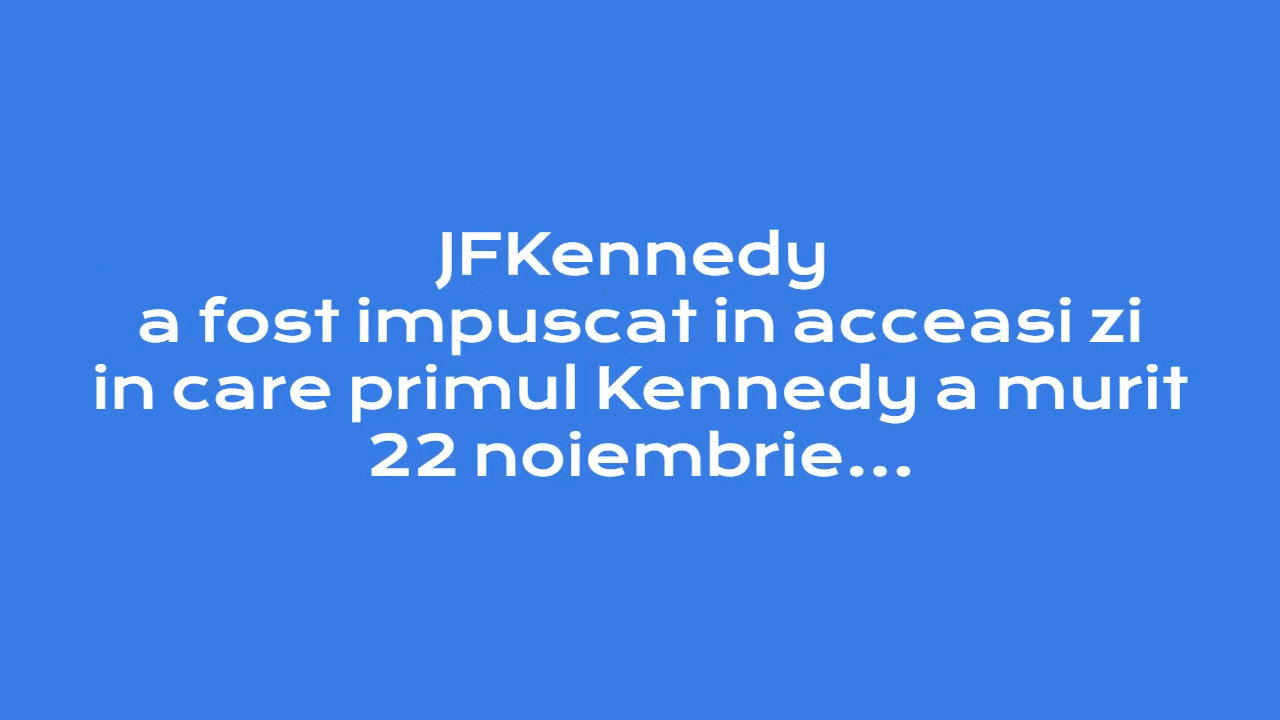 JFKennedy
a fost impuscat in acceasi zi
in care primul Kennedy a murit
22 noiembrie...